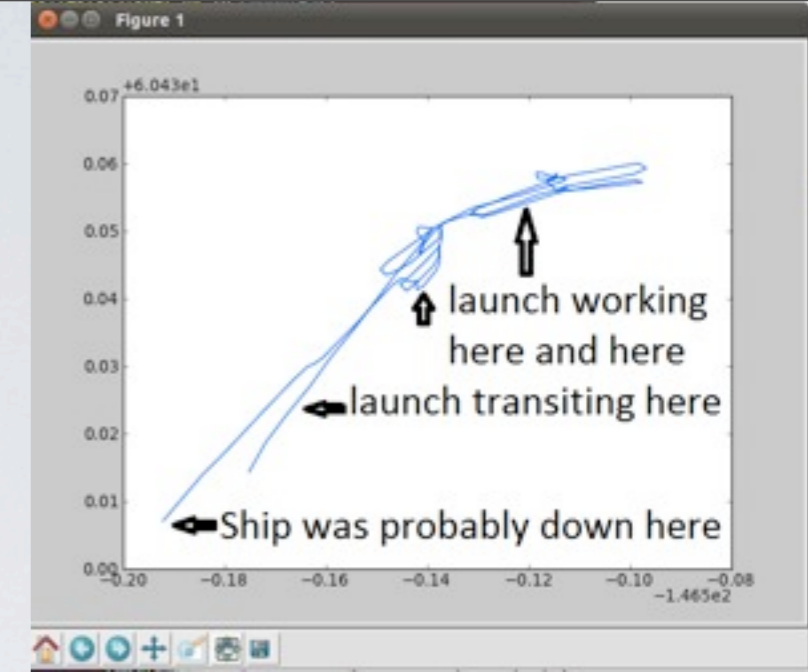 Figure 1
+6.043e1
0.07
0.06
0.05
0.04
0.03
0.02
0.01
0.00
launch working
here and here
launch transiting here
Ship was probably down here
−0.20 −0.18 −0.16 −0.14 −0.12 −0.10 −0.08
−1.465e2